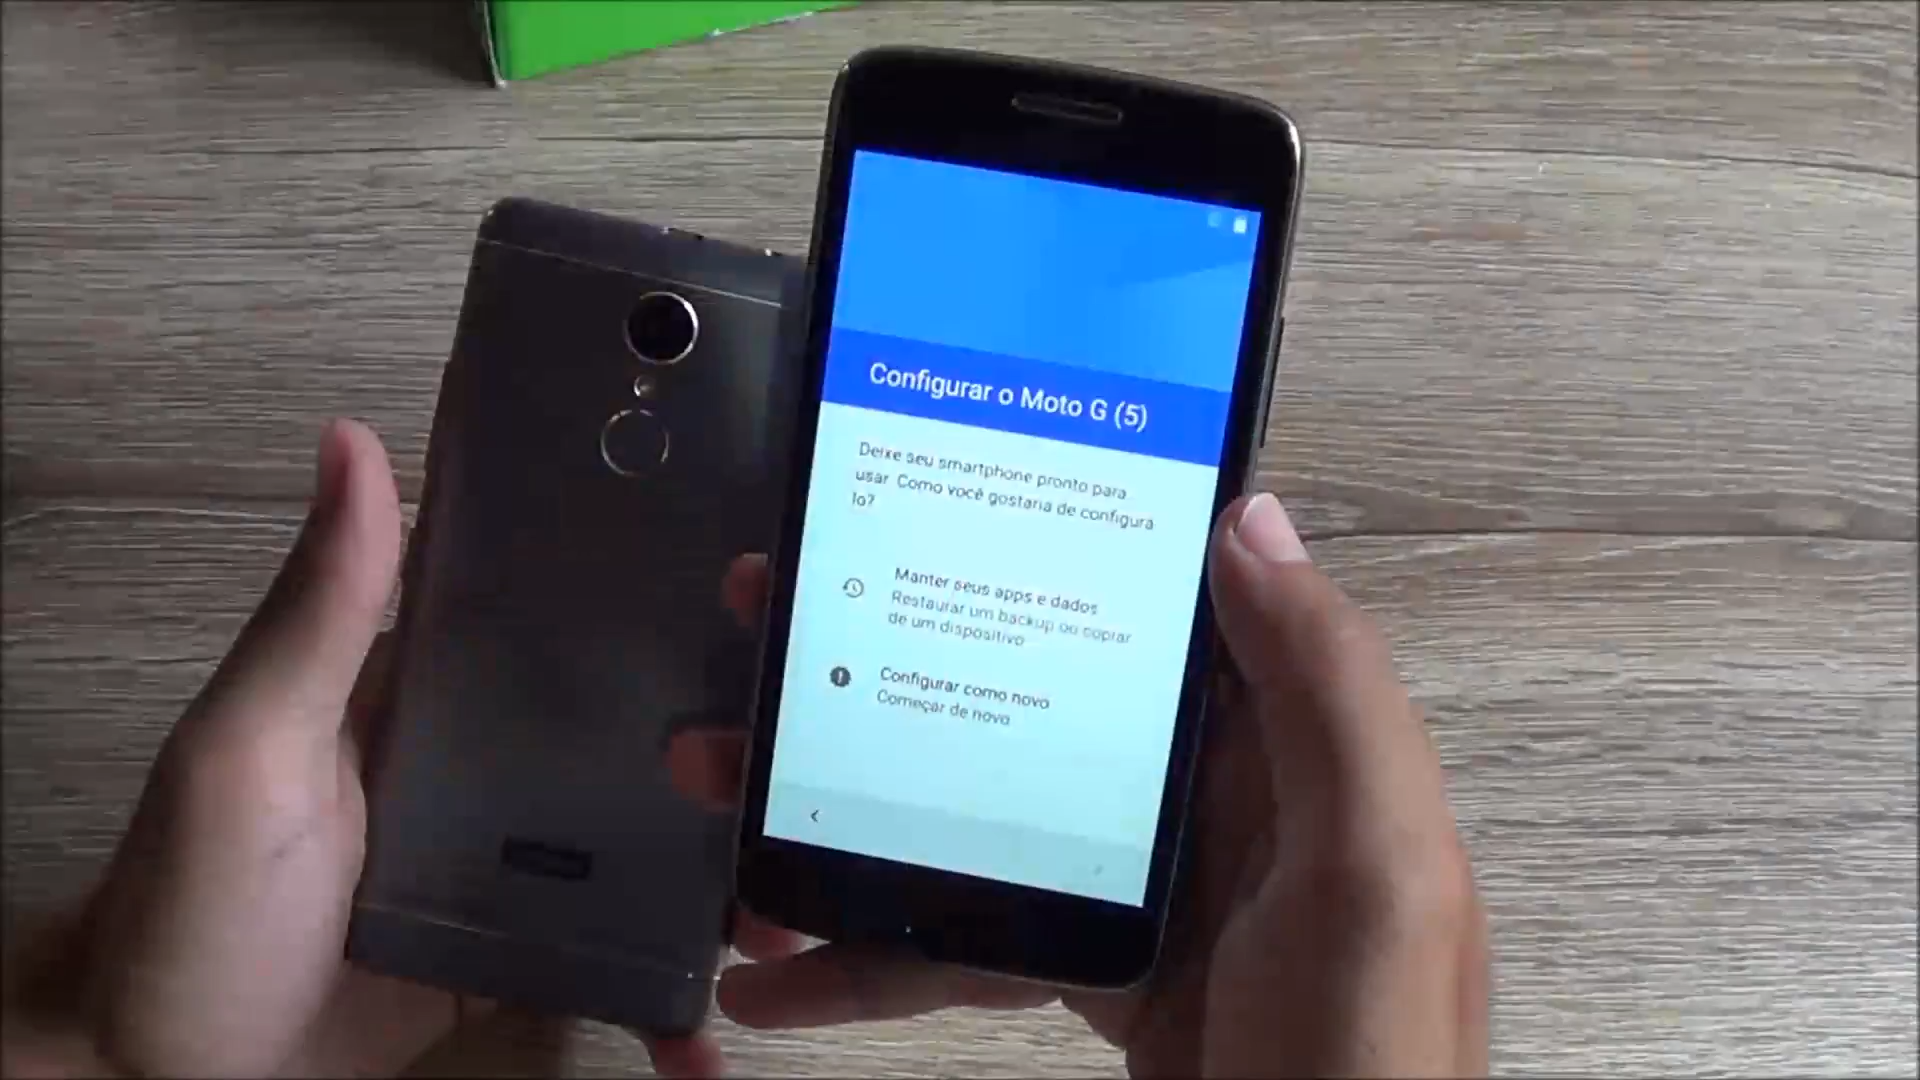 Configurar o Moto G (5)
Deixe seu smartphone pronto para
usar. Como você gostaria de configura
lo?
Manter seus apps e dados
Restaurar um backup ou copiar
de um dispositivo
Configurar como novo
Começar de novo